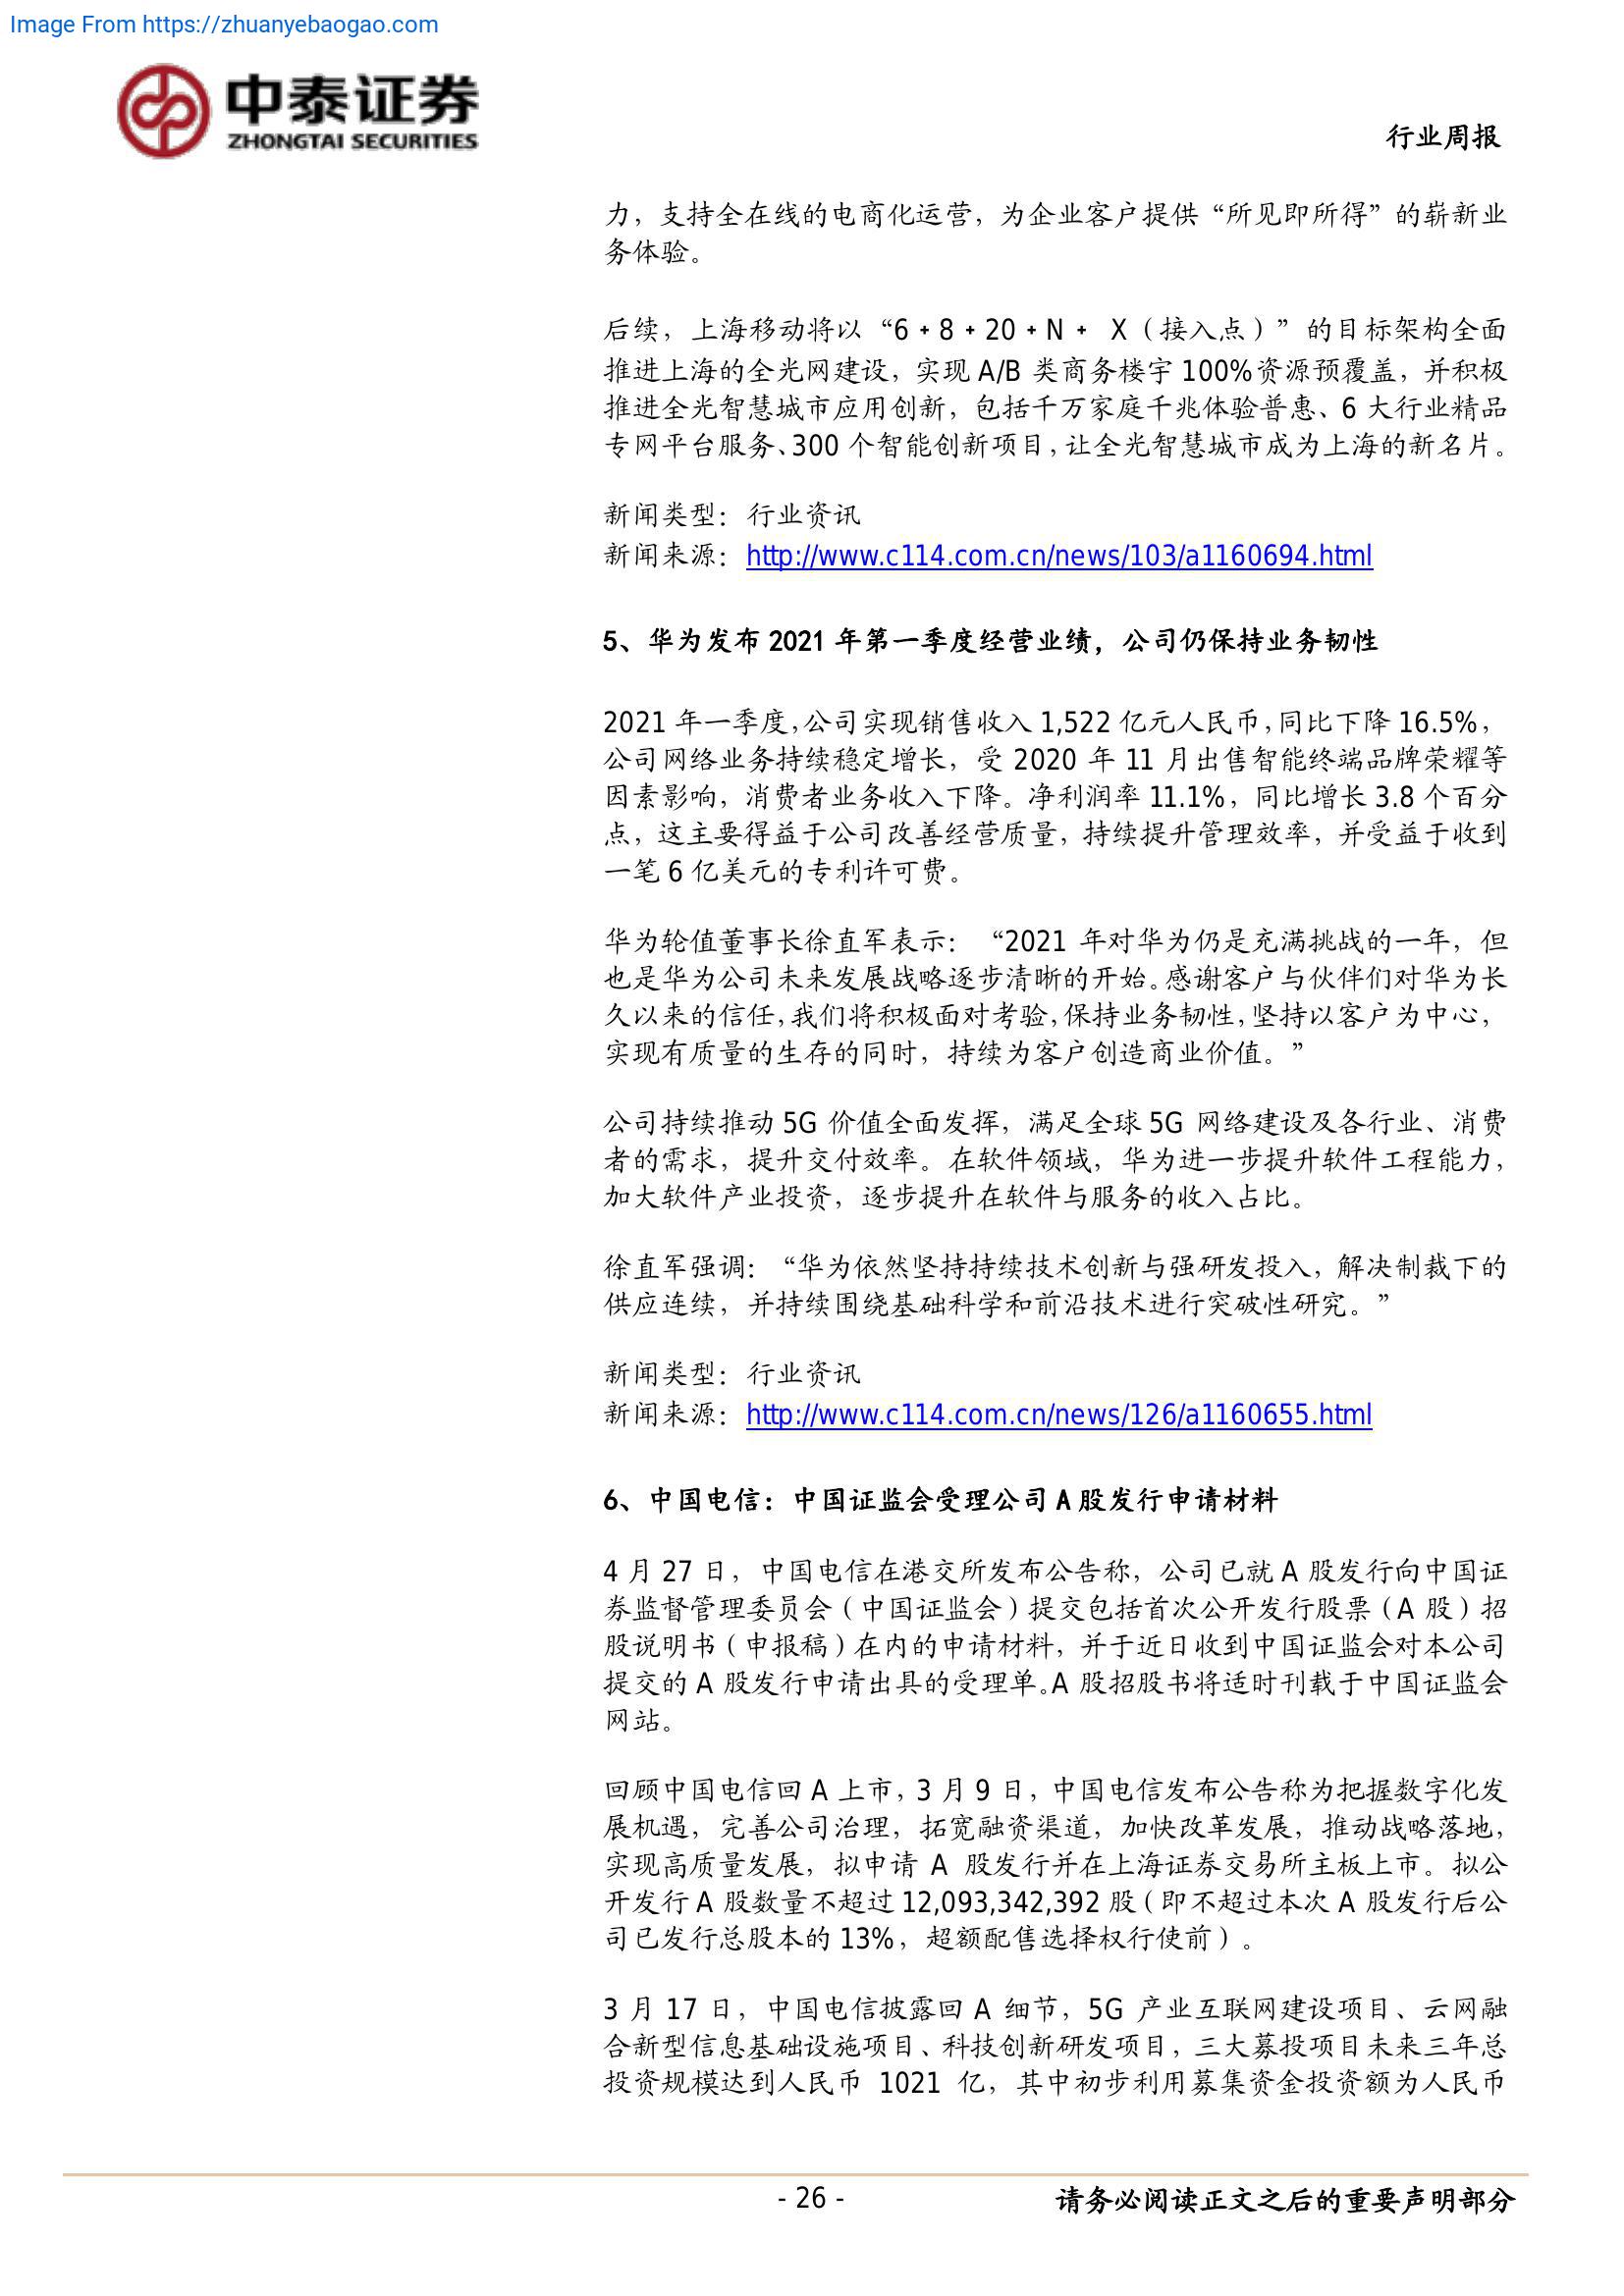 Image From https://zhuanyebaogao.com
中泰证券
ZHONGTAI SECURITIES
行业周报
力，支持全在线的电商化运营，为企业客户提供“所见即所得”的崭新业
务体验。
后续，上海移动将以“6﹢8﹢20﹢N﹢ X（接入点）”的目标架构全面
推进上海的全光网建设，实现 A/B 类商务楼宇 100%资源预覆盖，并积极
推进全光智慧城市应用创新，包括千万家庭千兆体验普惠、6 大行业精品
专网平台服务、300 个智能创新项目，让全光智慧城市成为上海的新名片。
新闻类型：行业资讯
新闻来源：http://www.c114.com.cn/news/103/a1160694.html
5、华为发布 2021 年第一季度经营业绩，公司仍保持业务韧性
2021 年一季度，公司实现销售收入 1,522 亿元人民币，同比下降 16.5%，
公司网络业务持续稳定增长，受 2020 年 11 月出售智能终端品牌荣耀等
因素影响，消费者业务收入下降。净利润率 11.1%，同比增长 3.8 个百分
点，这主要得益于公司改善经营质量，持续提升管理效率，并受益于收到
一笔 6 亿美元的专利许可费。
华为轮值董事长徐直军表示：“2021 年对华为仍是充满挑战的一年，但
也是华为公司未来发展战略逐步清晰的开始。感谢客户与伙伴们对华为长
久以来的信任，我们将积极面对考验，保持业务韧性，坚持以客户为中心，
实现有质量的生存的同时，持续为客户创造商业价值。”
公司持续推动 5G 价值全面发挥，满足全球 5G 网络建设及各行业、消费
者的需求，提升交付效率。在软件领域，华为进一步提升软件工程能力，
加大软件产业投资，逐步提升在软件与服务的收入占比。
徐直军强调：“华为依然坚持持续技术创新与强研发投入，解决制裁下的
供应连续，并持续围绕基础科学和前沿技术进行突破性研究。”
新闻类型：行业资讯
新闻来源：http://www.c114.com.cn/news/126/a1160655.html
6、中国电信：中国证监会受理公司 A 股发行申请材料
4 月 27 日，中国电信在港交所发布公告称，公司已就 A 股发行向中国证
券监督管理委员会（中国证监会）提交包括首次公开发行股票（A 股）招
股说明书（申报稿）在内的申请材料，并于近日收到中国证监会对本公司
提交的 A 股发行申请出具的受理单。A 股招股书将适时刊载于中国证监会
网站。
回顾中国电信回 A 上市，3 月 9 日，中国电信发布公告称为把握数字化发
展机遇，完善公司治理，拓宽融资渠道，加快改革发展，推动战略落地，
实现高质量发展，拟申请 A 股发行并在上海证券交易所主板上市。拟公
开发行 A 股数量不超过 12,093,342,392 股（即不超过本次 A 股发行后公
司已发行总股本的 13%，超额配售选择权行使前）。
3 月 17 日，中国电信披露回 A 细节，5G 产业互联网建设项目、云网融
合新型信息基础设施项目、科技创新研发项目，三大募投项目未来三年总
投资规模达到人民币 1021 亿，其中初步利用募集资金投资额为人民币
- 26 -
请务必阅读正文之后的重要声明部分